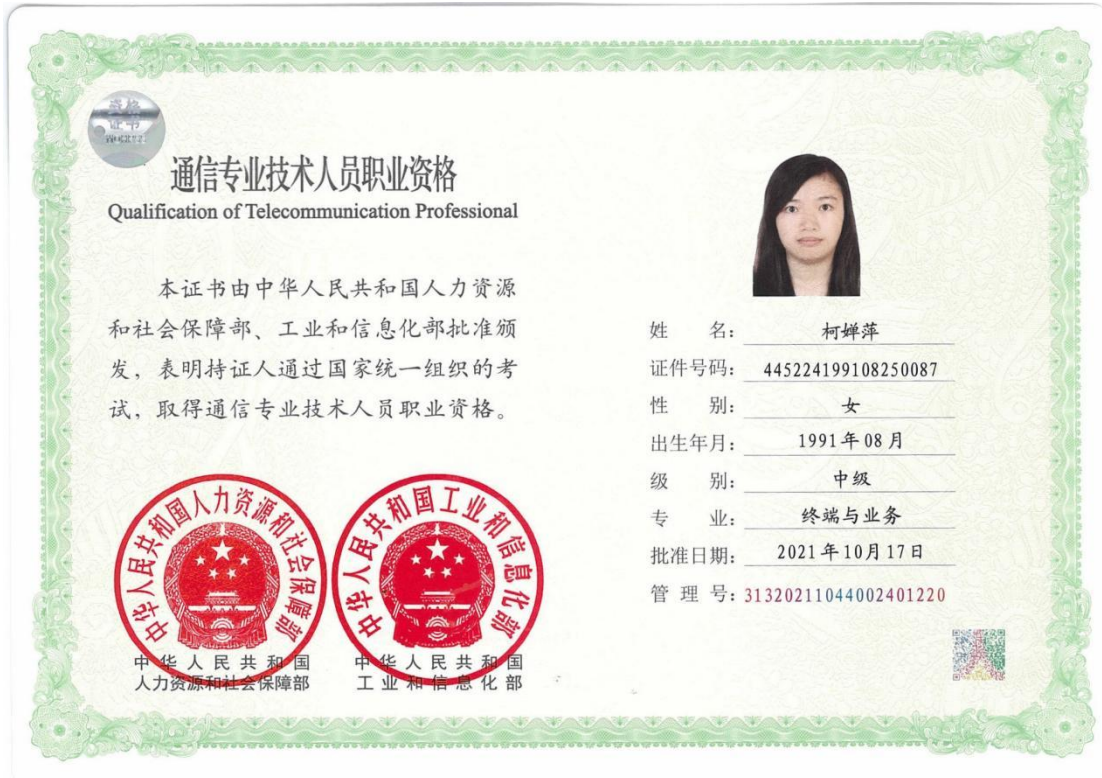 资格
证书
通信专业技术人员职业资格
Qualification of Telecommunication Professional
本证书由中华人民共和国人力资源
和社会保障部、工业和信息化部批准颁
发，表明持证人通过国家统一组织的考
试，取得通信专业技术人员职业资格。
中华人民共和国人力资源和社会保障部
中华人民共和国工业和信息化部
中华人民共和国
人力资源和社会保障部
中华人民共和国
工业和信息化部
姓 名：柯婵萍
证件号码：445224199108250087
性 别：女
出生年月：1991年08月
级 别：中级
专 业：终端与业务
批准日期：2021年10月17日
管 理 号：31320211044002401220